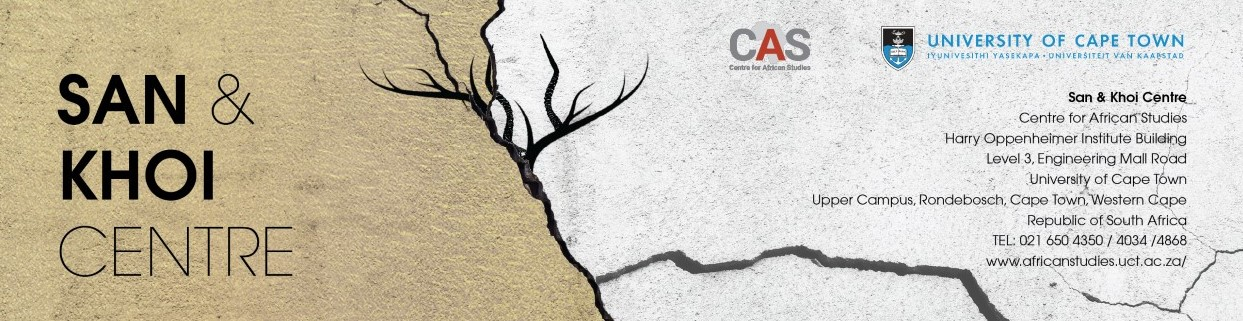 SAN &
KHOI
CENTRE
CAS
Centre for African Studies
UNIVERSITY OF CAPE TOWN
IYUNIVESITHI YASEKAPA • UNIVERSITEIT VAN KAAPSTAD
San & Khoi Centre
Centre for African Studies
Harry Oppenheimer Institute Building
Level 3, Engineering Mall Road
University of Cape Town
Upper Campus, Rondebosch, Cape Town, Western Cape
Republic of South Africa
TEL: 021 650 4350 / 4034 /4868
www.africanstudies.uct.ac.za/